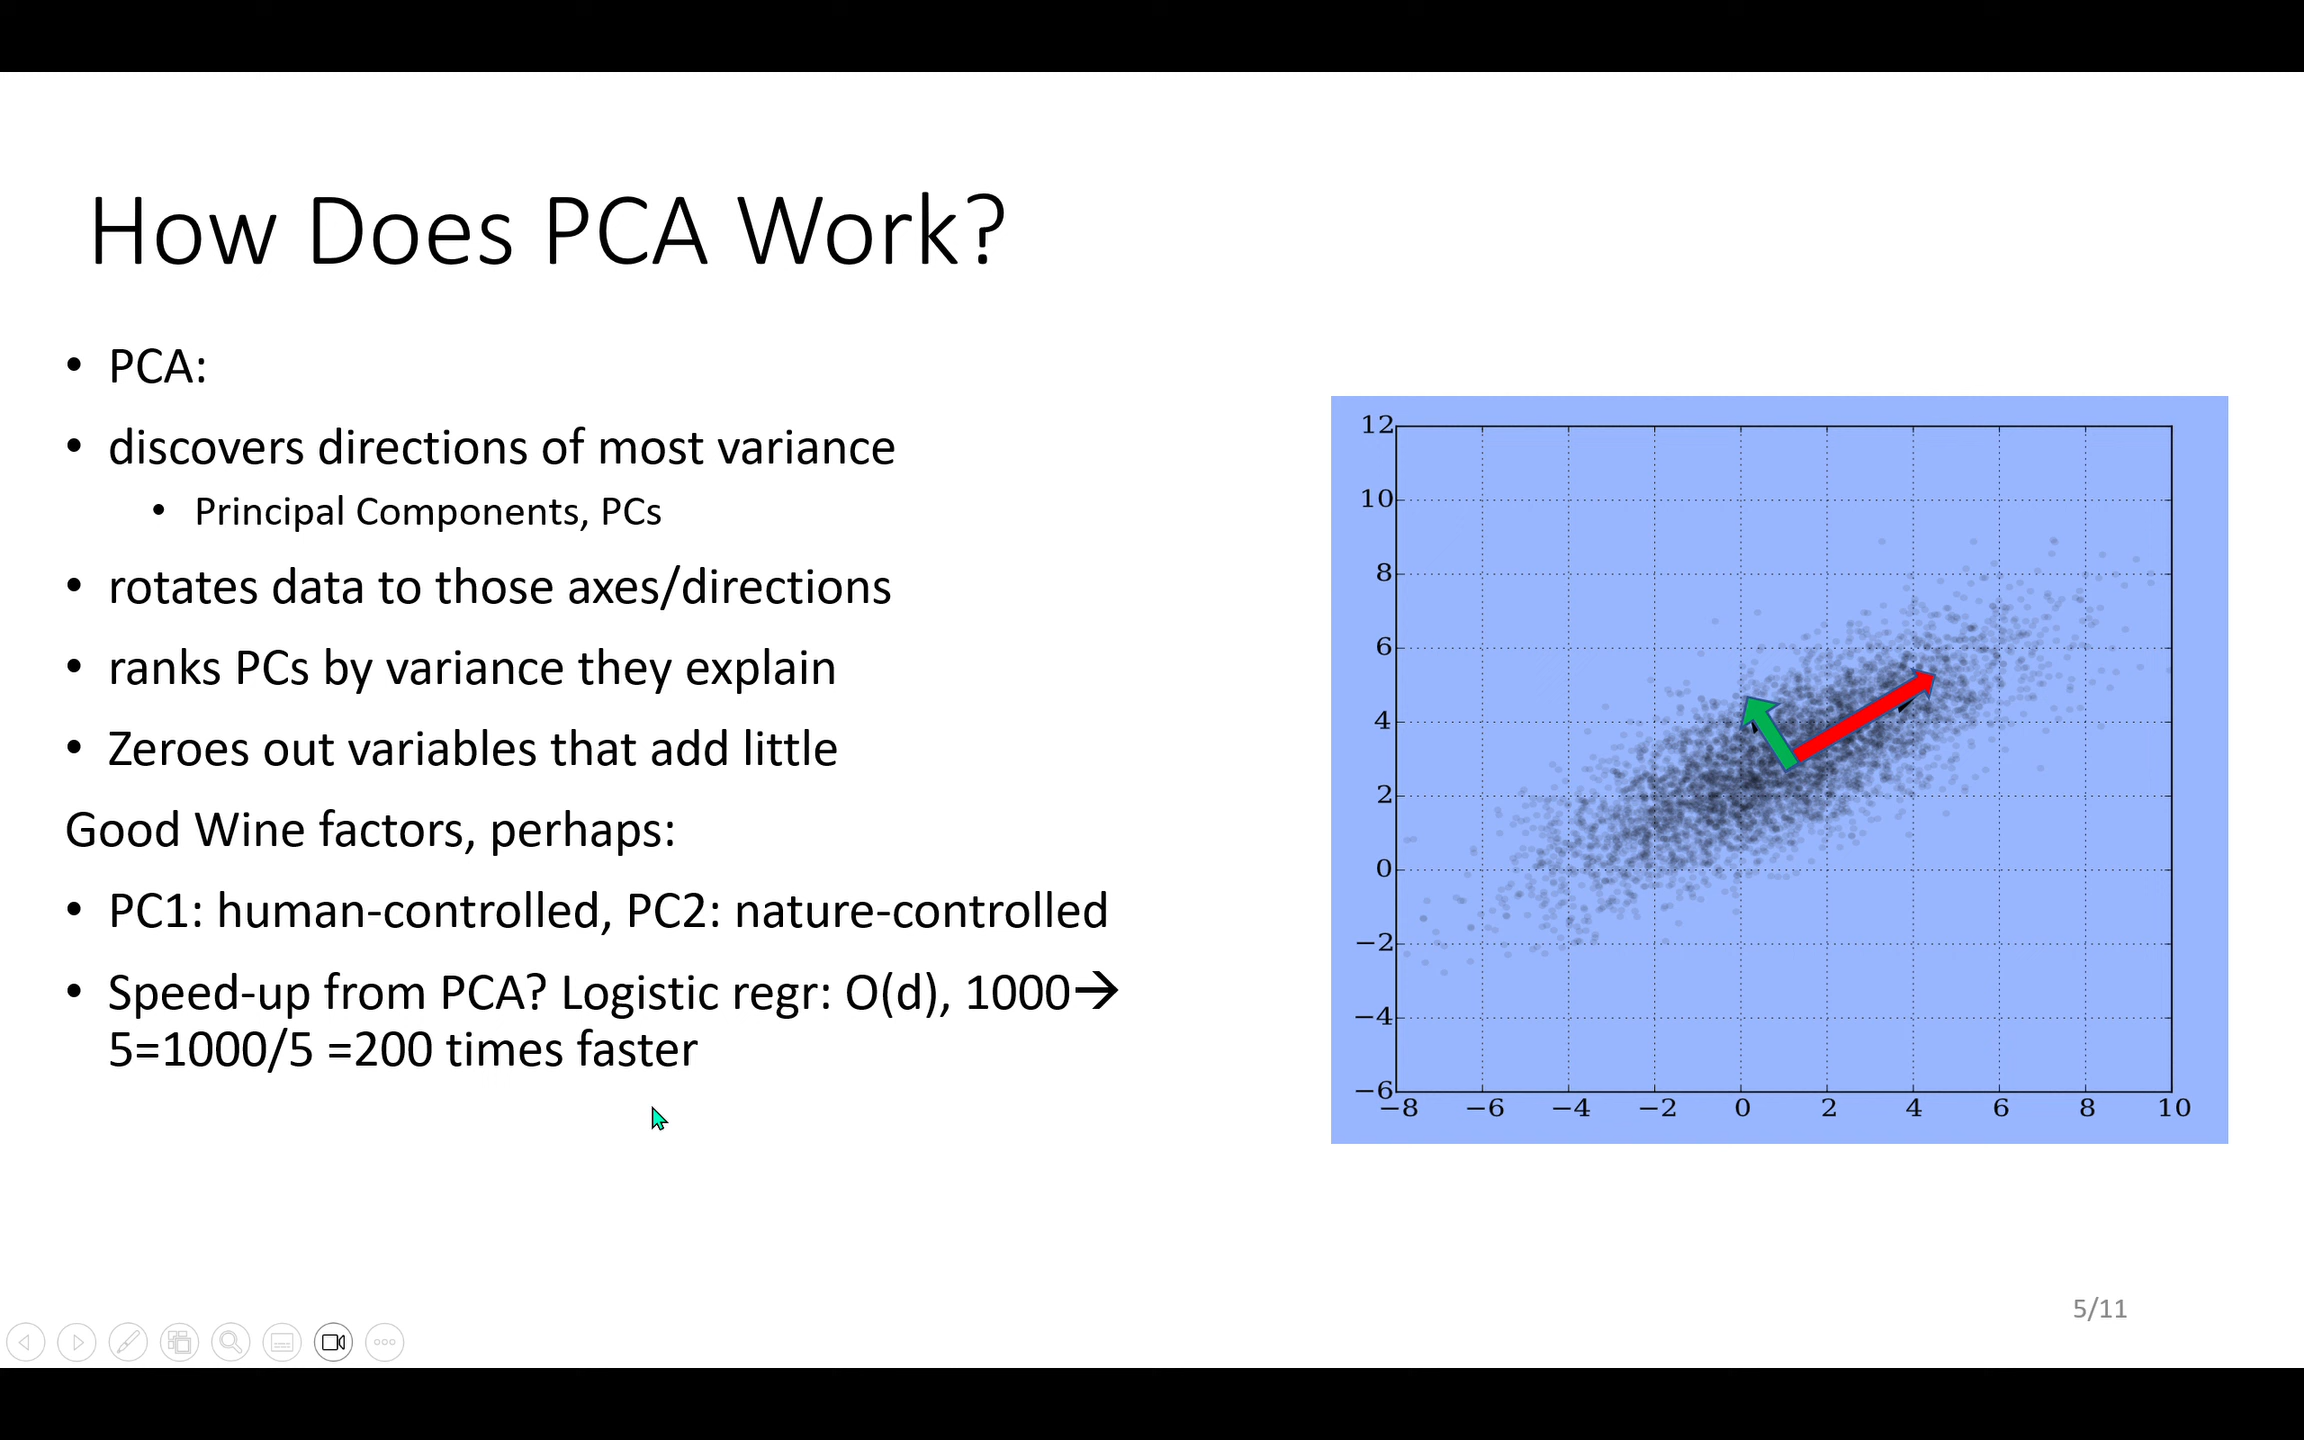 How Does PCA Work?
• PCA:
• discovers directions of most variance
• Principal Components, PCs
• rotates data to those axes/directions
• ranks PCs by variance they explain
• Zeroes out variables that add little
Good Wine factors, perhaps:
• PC1: human-controlled, PC2: nature-controlled
• Speed-up from PCA? Logistic regr: O(d), 1000→
5=1000/5 =200 times faster
12
10
8
6
4
2
0
−2
−4
−6
−8 −6 −4 −2 0 2 4 6 8 10
5/11